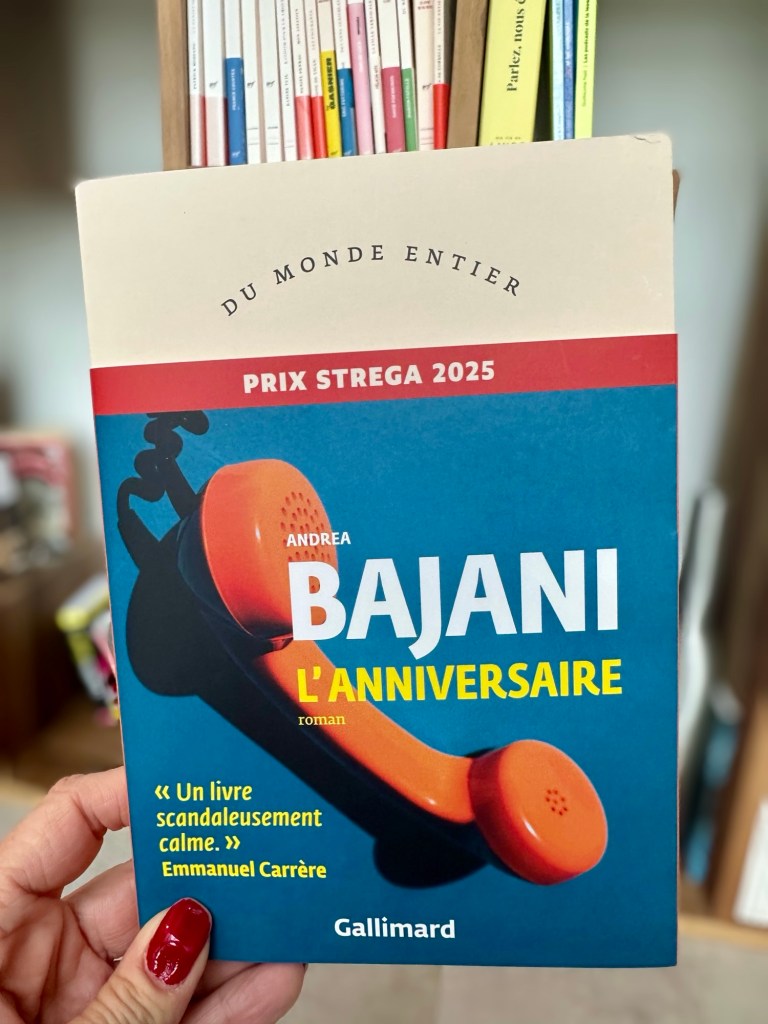 GASNIER
Parlez, nous
DU MONDE ENTIER
PRIX STREGA 2025
ANDREA
BAJANI
L'ANNIVERSAIRE
roman
« Un livre
scandaleusement
calme. »
Emmanuel Carrère
Gallimard